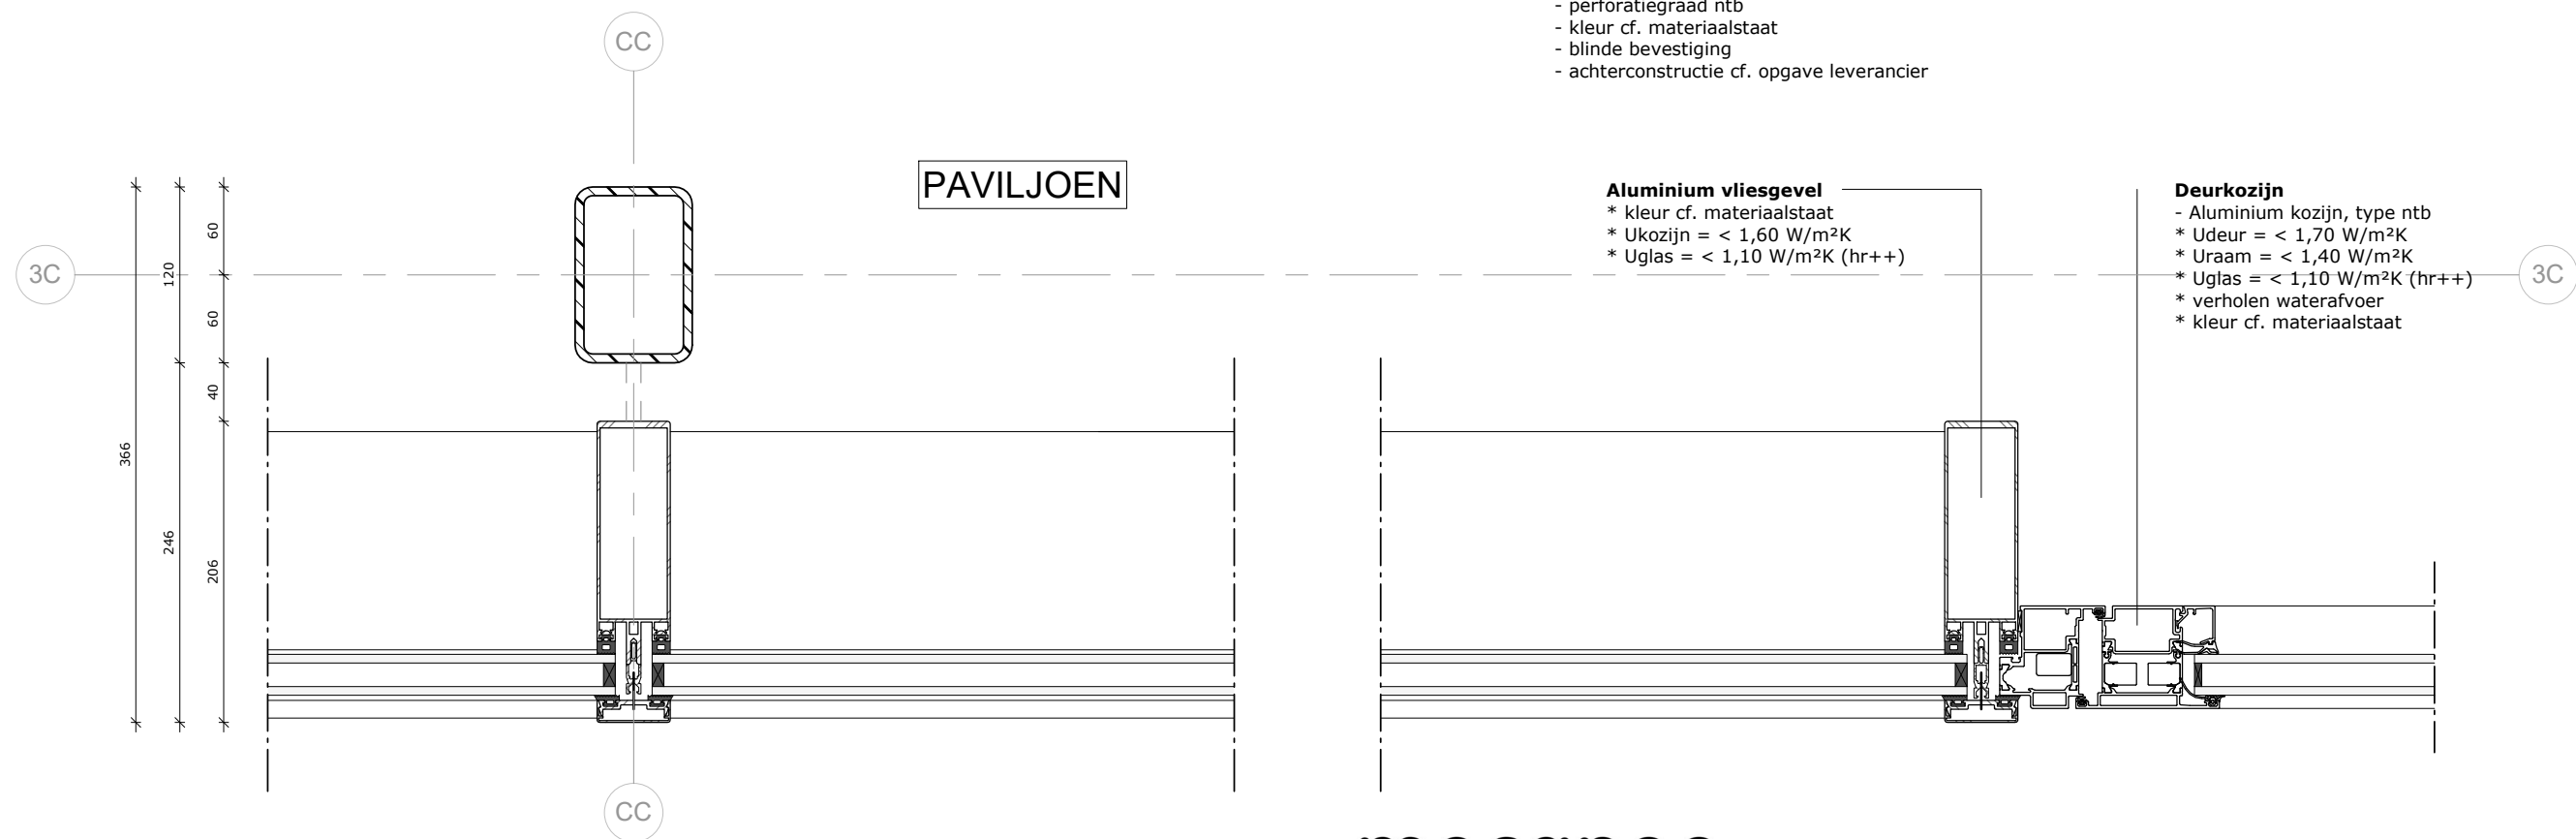 - perforatiegraad ntb
- kleur cf. materiaalstaat
- blinde bevestiging
- achterconstructie cf. opgave leverancier
CC
PAVILJOEN
Aluminium vliesgevel
* kleur cf. materiaalstaat
* Ukozijn = < 1,60 W/m²K
* Uglas = < 1,10 W/m²K (hr++)
Deurkozijn
- Aluminium kozijn, type ntb
* Udeur = < 1,70 W/m²K
* Uraam = < 1,40 W/m²K
* Uglas = < 1,10 W/m²K (hr++)
* verholen waterafvoer
* kleur cf. materiaalstaat
3C
3C
60
120
60
40
366
246
206
CC